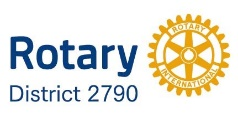 Rotary
District 2790
ROTARY
INTERNATIONAL